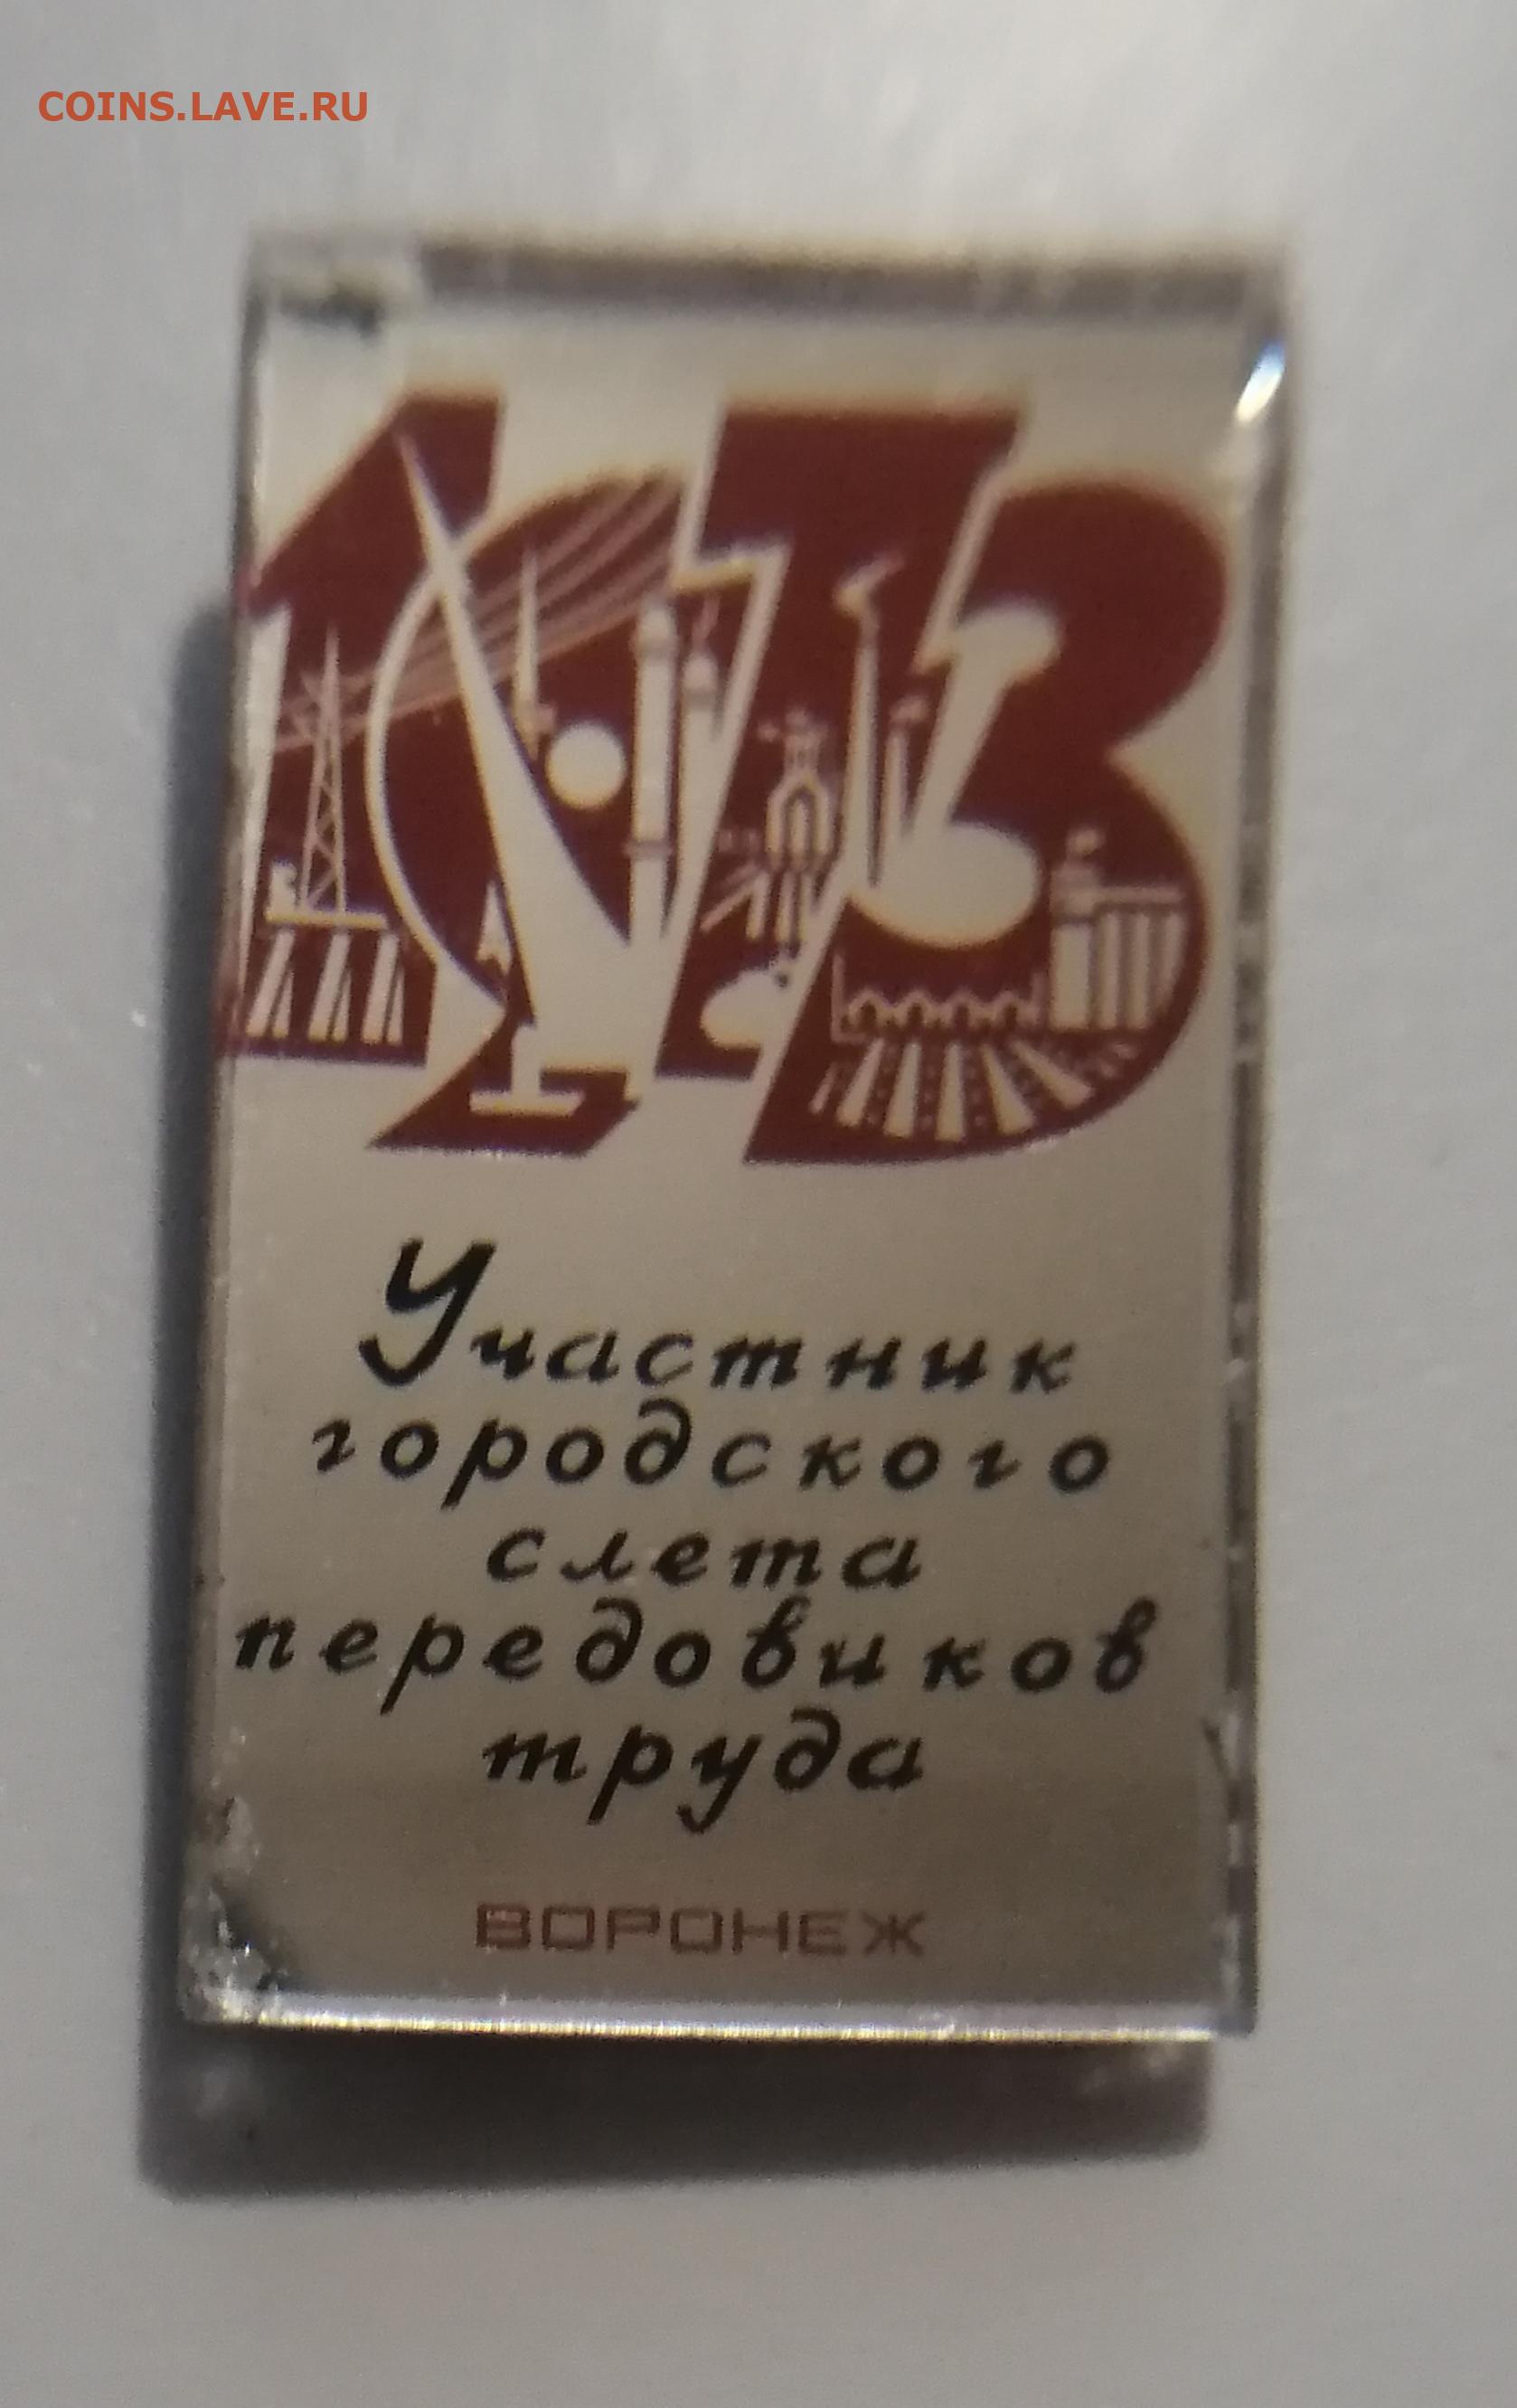 COINS.LAVE.RU
1973
Участник
городского
слета
передовиков
труда
ВОРОНЕЖ